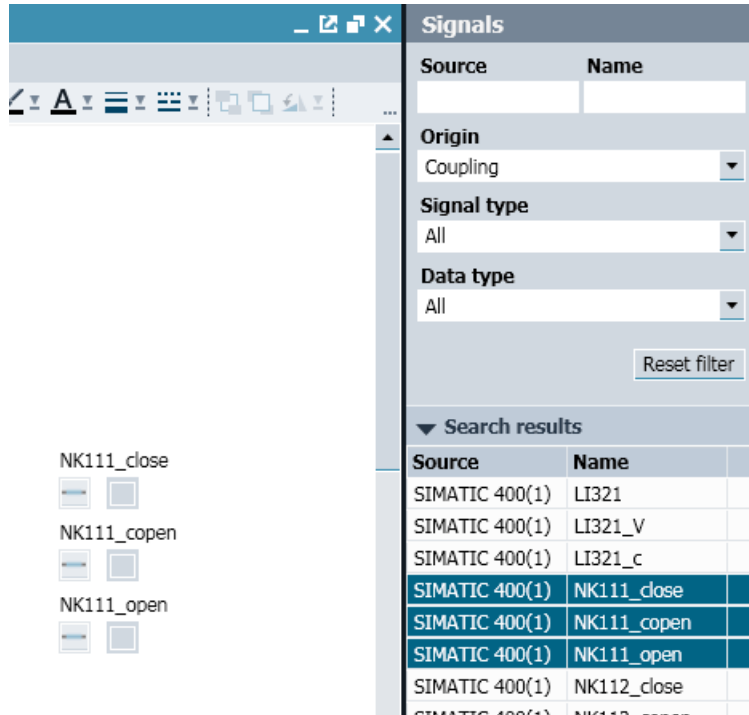 Signals
Source Name
Origin
Coupling
Signal type
All
Data type
All
Reset filter
Search results
Source Name
SIMATIC 400(1) LI321
SIMATIC 400(1) LI321_V
SIMATIC 400(1) LI321_c
SIMATIC 400(1) NK111_close
SIMATIC 400(1) NK111_copen
SIMATIC 400(1) NK111_open
SIMATIC 400(1) NK112_close
A
...
NK111_close
NK111_copen
NK111_open